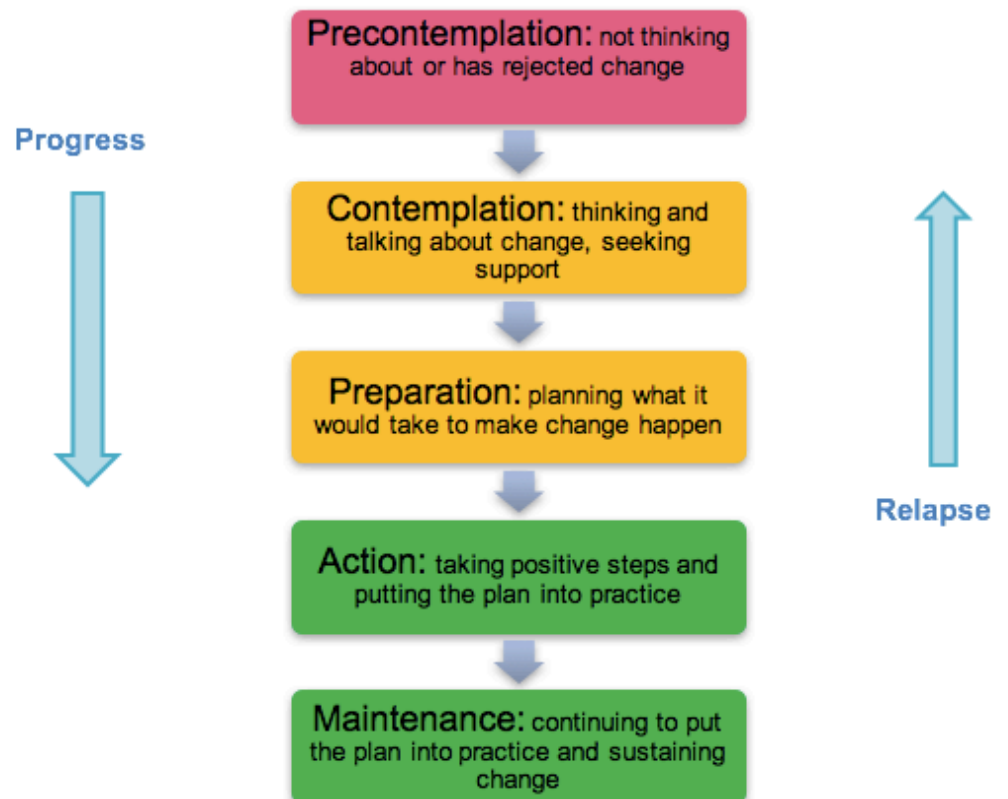 Precontemplation: not thinking
about or has rejected change
Progress
Contemplation: thinking and
talking about change, seeking
support
Preparation: planning what it
would take to make change happen
Relapse
Action: taking positive steps and
putting the plan into practice
Maintenance: continuing to put
the plan into practice and sustaining
change